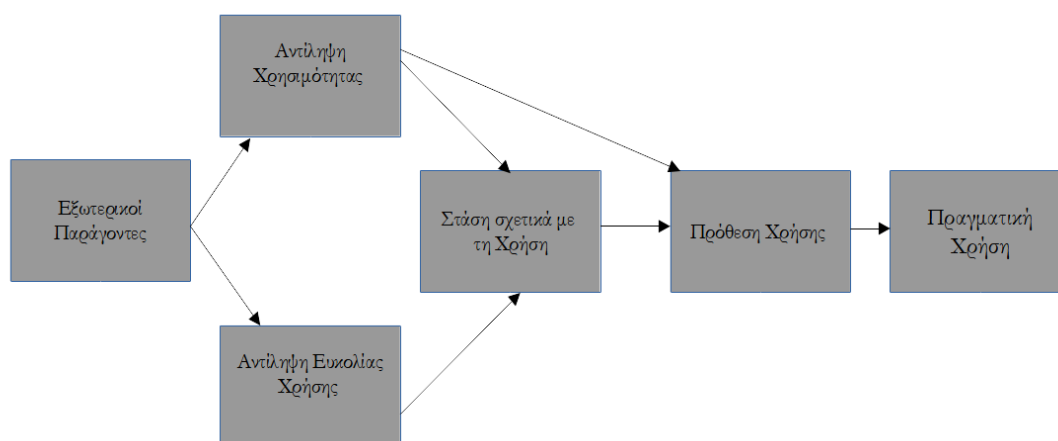 Αντίληψη
Χρησιμότητας
Εξωτερικοί
Παράγοντες
Στάση σχετικά με
τη Χρήση
Πρόθεση Χρήσης
Πραγματική
Χρήση
Αντίληψη Ευκολίας
Χρήσης